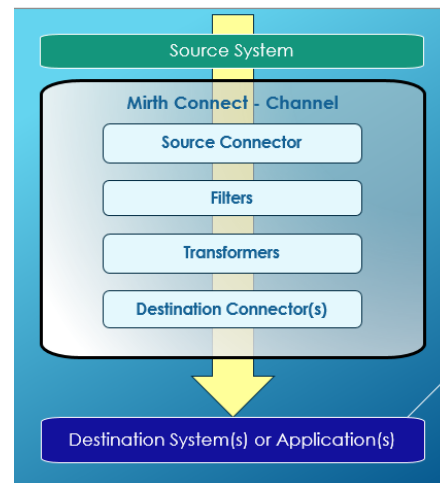 Source System
Mirth Connect - Channel
Source Connector
Filters
Transformers
Destination Connector(s)
Destination System(s) or Application(s)